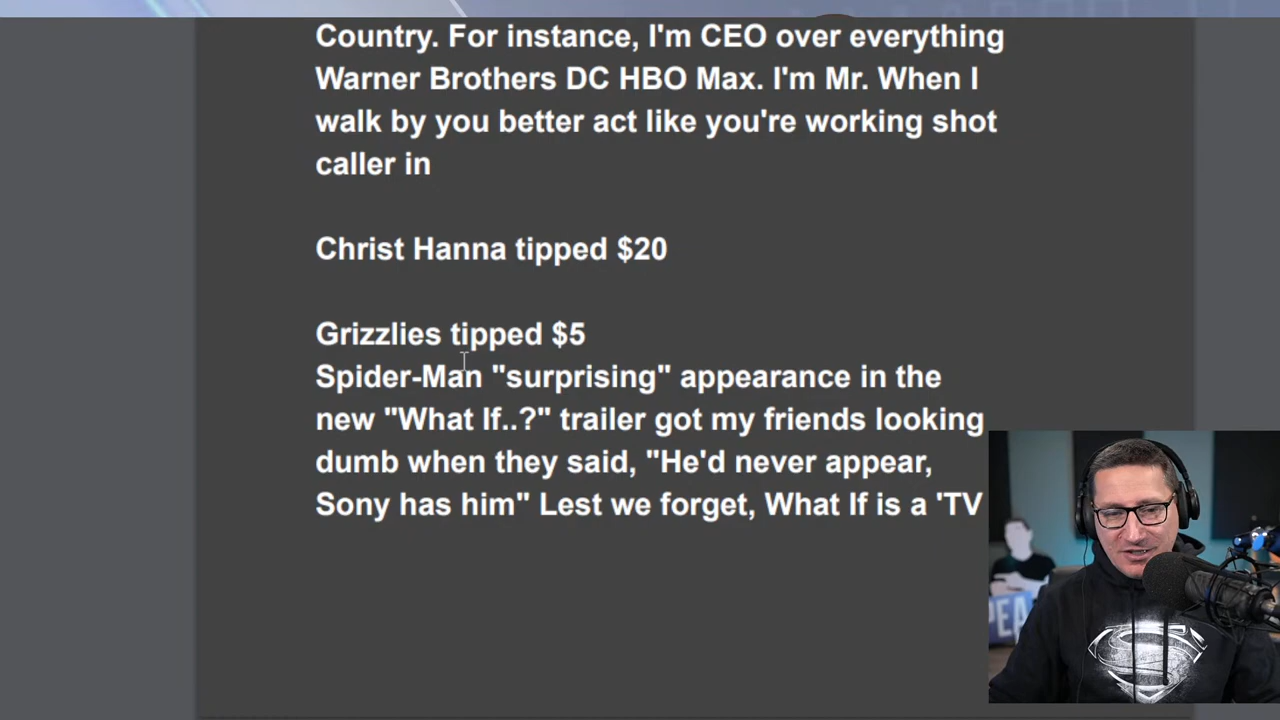 Country. For instance, I'm CEO over everything
Warner Brothers DC HBO Max. I'm Mr. When I
walk by you better act like you're working shot
caller in
Christ Hanna tipped $20
Grizzlies tipped $5
Spider-Man "surprising" appearance in the
new "What If..?" trailer got my friends looking
dumb when they said, "He'd never appear,
Sony has him" Lest we forget, What If is a 'TV
PEA